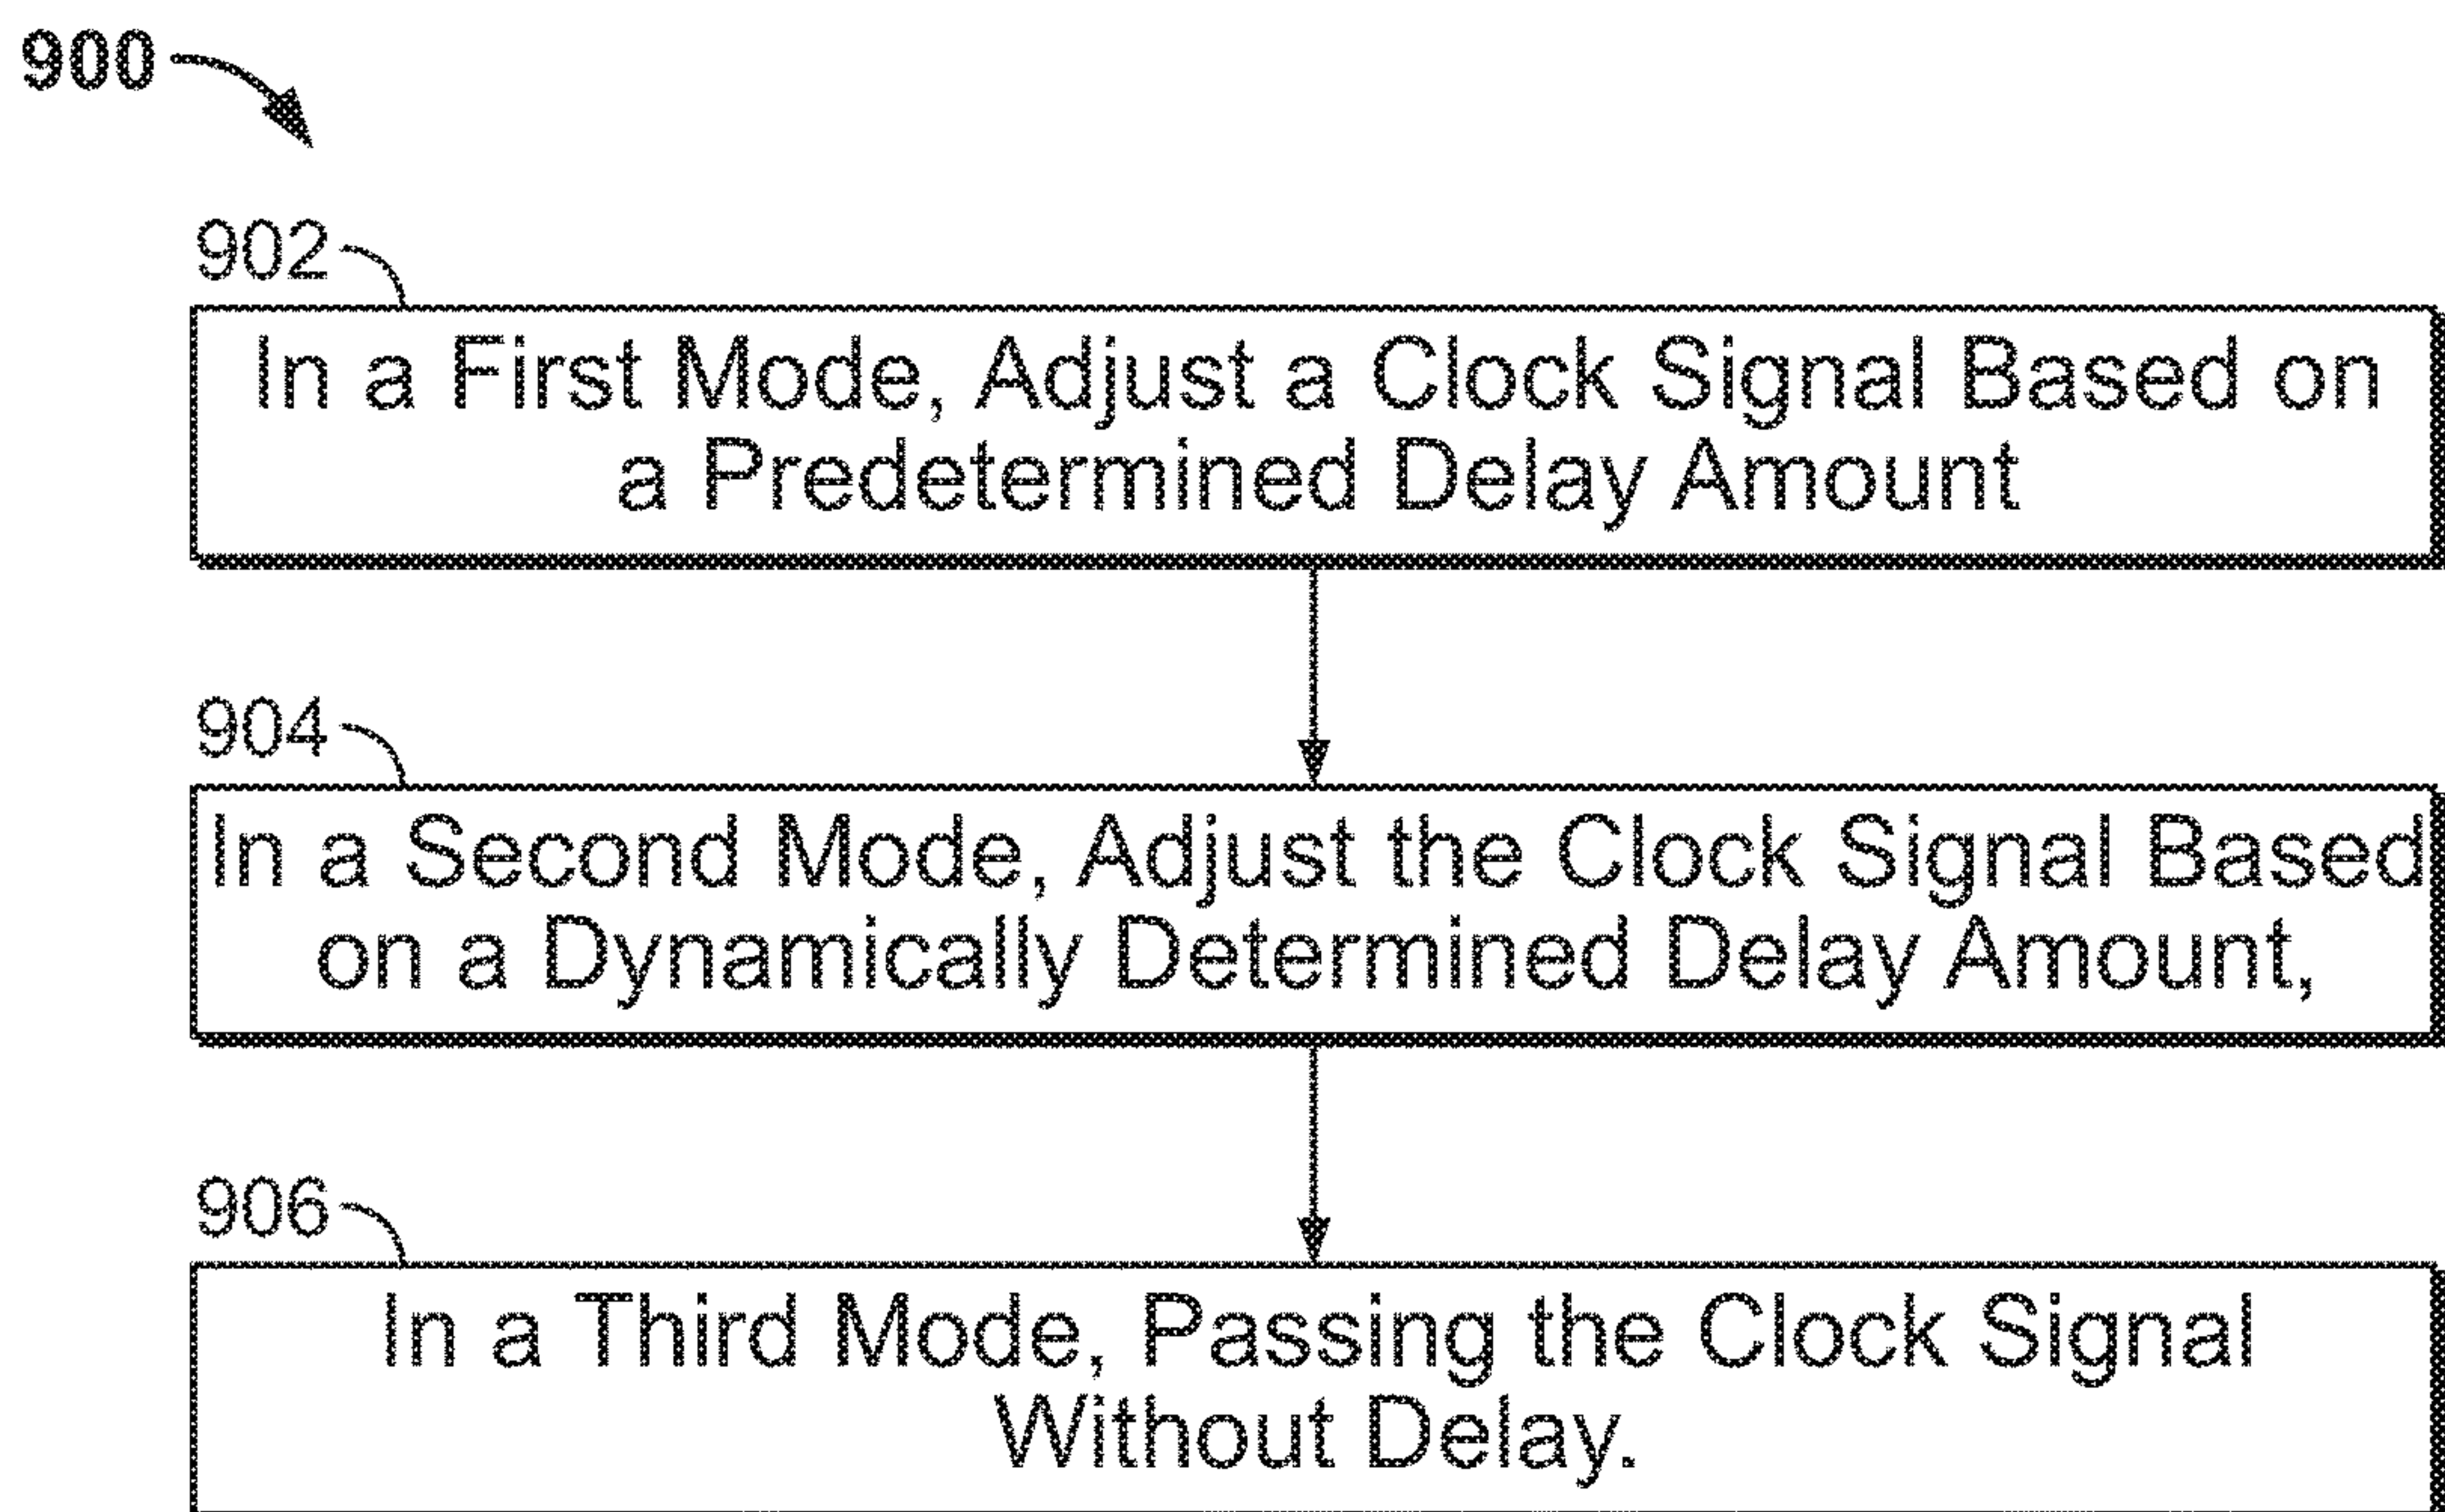 900
902
In a First Mode, Adjust a Clock Signal Based on
a Predetermined Delay Amount
904
In a Second Mode, Adjust the Clock Signal Based
on a Dynamically Determined Delay Amount,
906
In a Third Mode, Passing the Clock Signal
Without Delay.